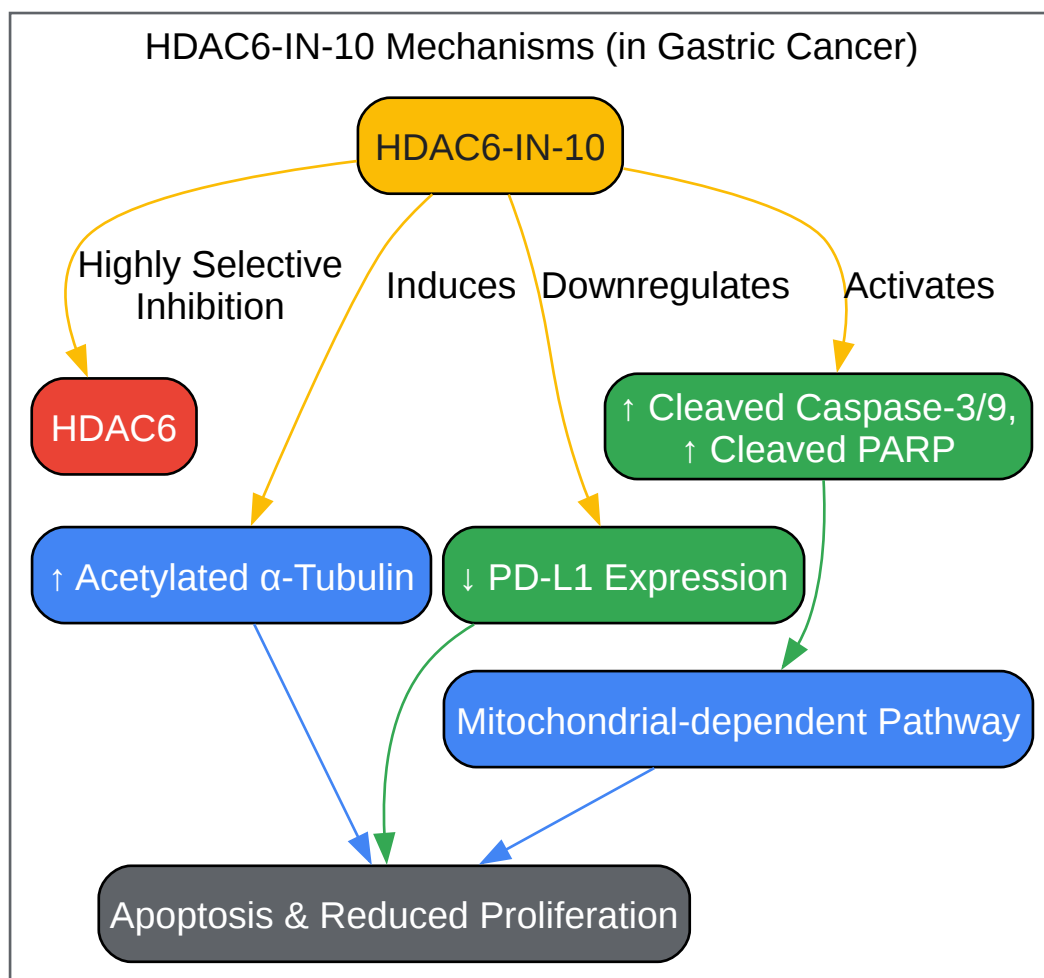 HDAC6-IN-10 Mechanisms (in Gastric Cancer)
HDAC6-IN-10
Highly Selective
Inhibition
Induces
Downregulates
Activates
HDAC6
↑ Cleaved Caspase-3/9,
↑ Cleaved PARP
↑ Acetylated α-Tubulin
↓ PD-L1 Expression
Mitochondrial-dependent Pathway
Apoptosis & Reduced Proliferation